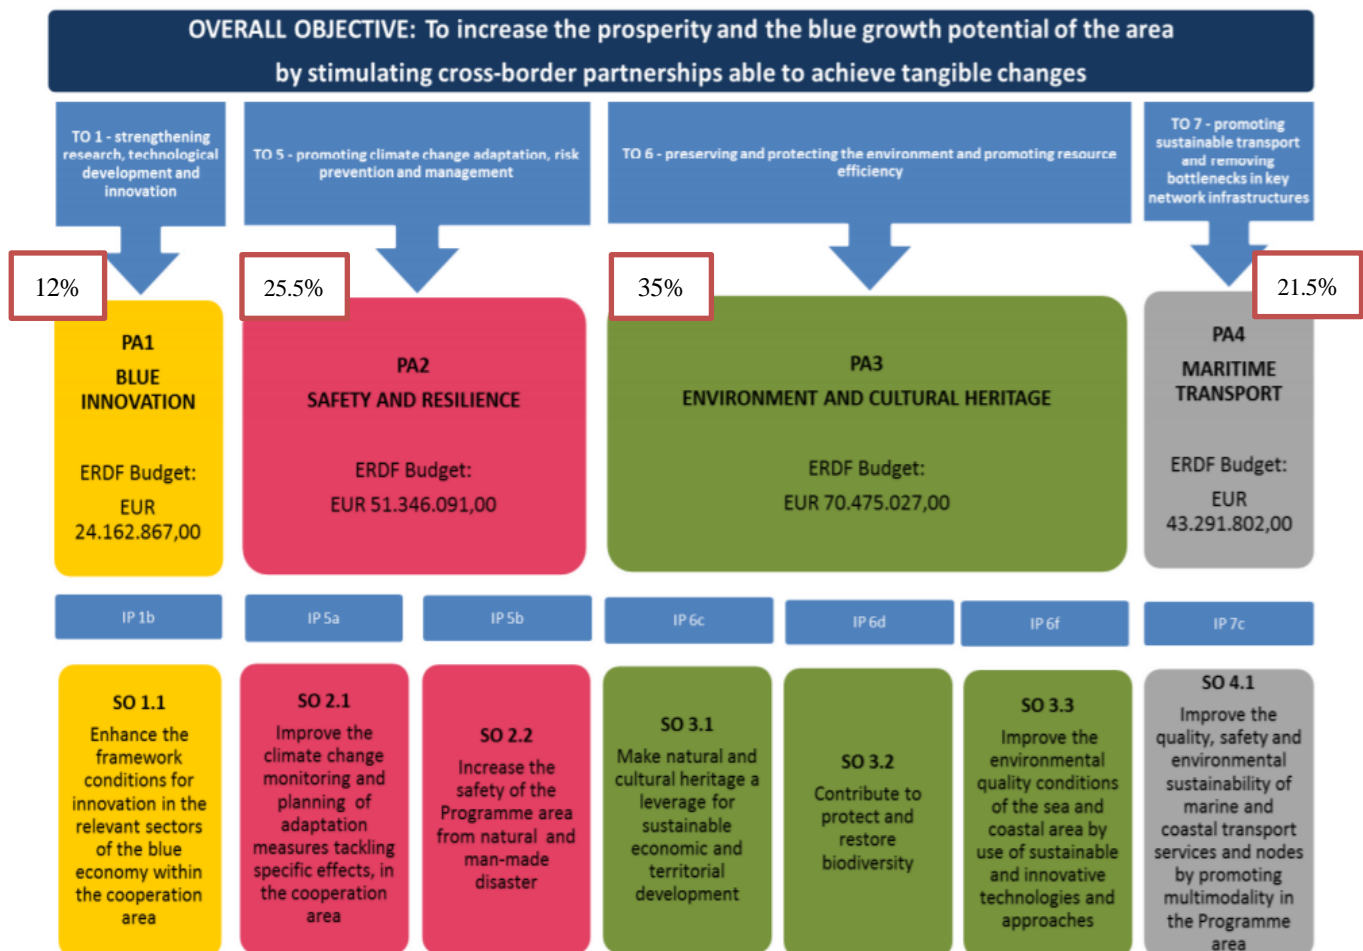 OVERALL OBJECTIVE: To increase the prosperity and the blue growth potential of the area
by stimulating cross-border partnerships able to achieve tangible changes
TO 1 - strengthening
research, technological
development and
innovation
TO 5 - promoting climate change adaptation, risk
prevention and management
TO 6 - preserving and protecting the environment and promoting resource
efficiency
TO 7 - promoting
sustainable transport
and removing
bottlenecks in key
network infrastructures
12%
25.5%
35%
21.5%
PA1
BLUE
INNOVATION
ERDF Budget:
EUR
24.162.867,00
PA2
SAFETY AND RESILIENCE
ERDF Budget:
EUR 51.346.091,00
PA3
ENVIRONMENT AND CULTURAL HERITAGE
ERDF Budget:
EUR 70.475.027,00
PA4
MARITIME
TRANSPORT
ERDF Budget:
EUR
43.291.802,00
IP 1b
IP 5a
IP 5b
IP 6c
IP 6d
IP 6f
IP 7c
SO 1.1
Enhance the
framework
conditions for
innovation in the
relevant sectors
of the blue
economy within
the cooperation
area
SO 2.1
Improve the
climate change
monitoring and
planning of
adaptation
measures tackling
specific effects, in
the cooperation
area
SO 2.2
Increase the
safety of the
Programme area
from natural and
man-made
disaster
SO 3.1
Make natural and
cultural heritage a
leverage for
sustainable
economic and
territorial
development
SO 3.2
Contribute to
protect and
restore
biodiversity
SO 3.3
Improve the
environmental
quality conditions
of the sea and
coastal area by
use of sustainable
and innovative
technologies and
approaches
SO 4.1
Improve the
quality, safety and
environmental
sustainability of
marine and
coastal transport
services and nodes
by promoting
multimodality in
the Programme
area